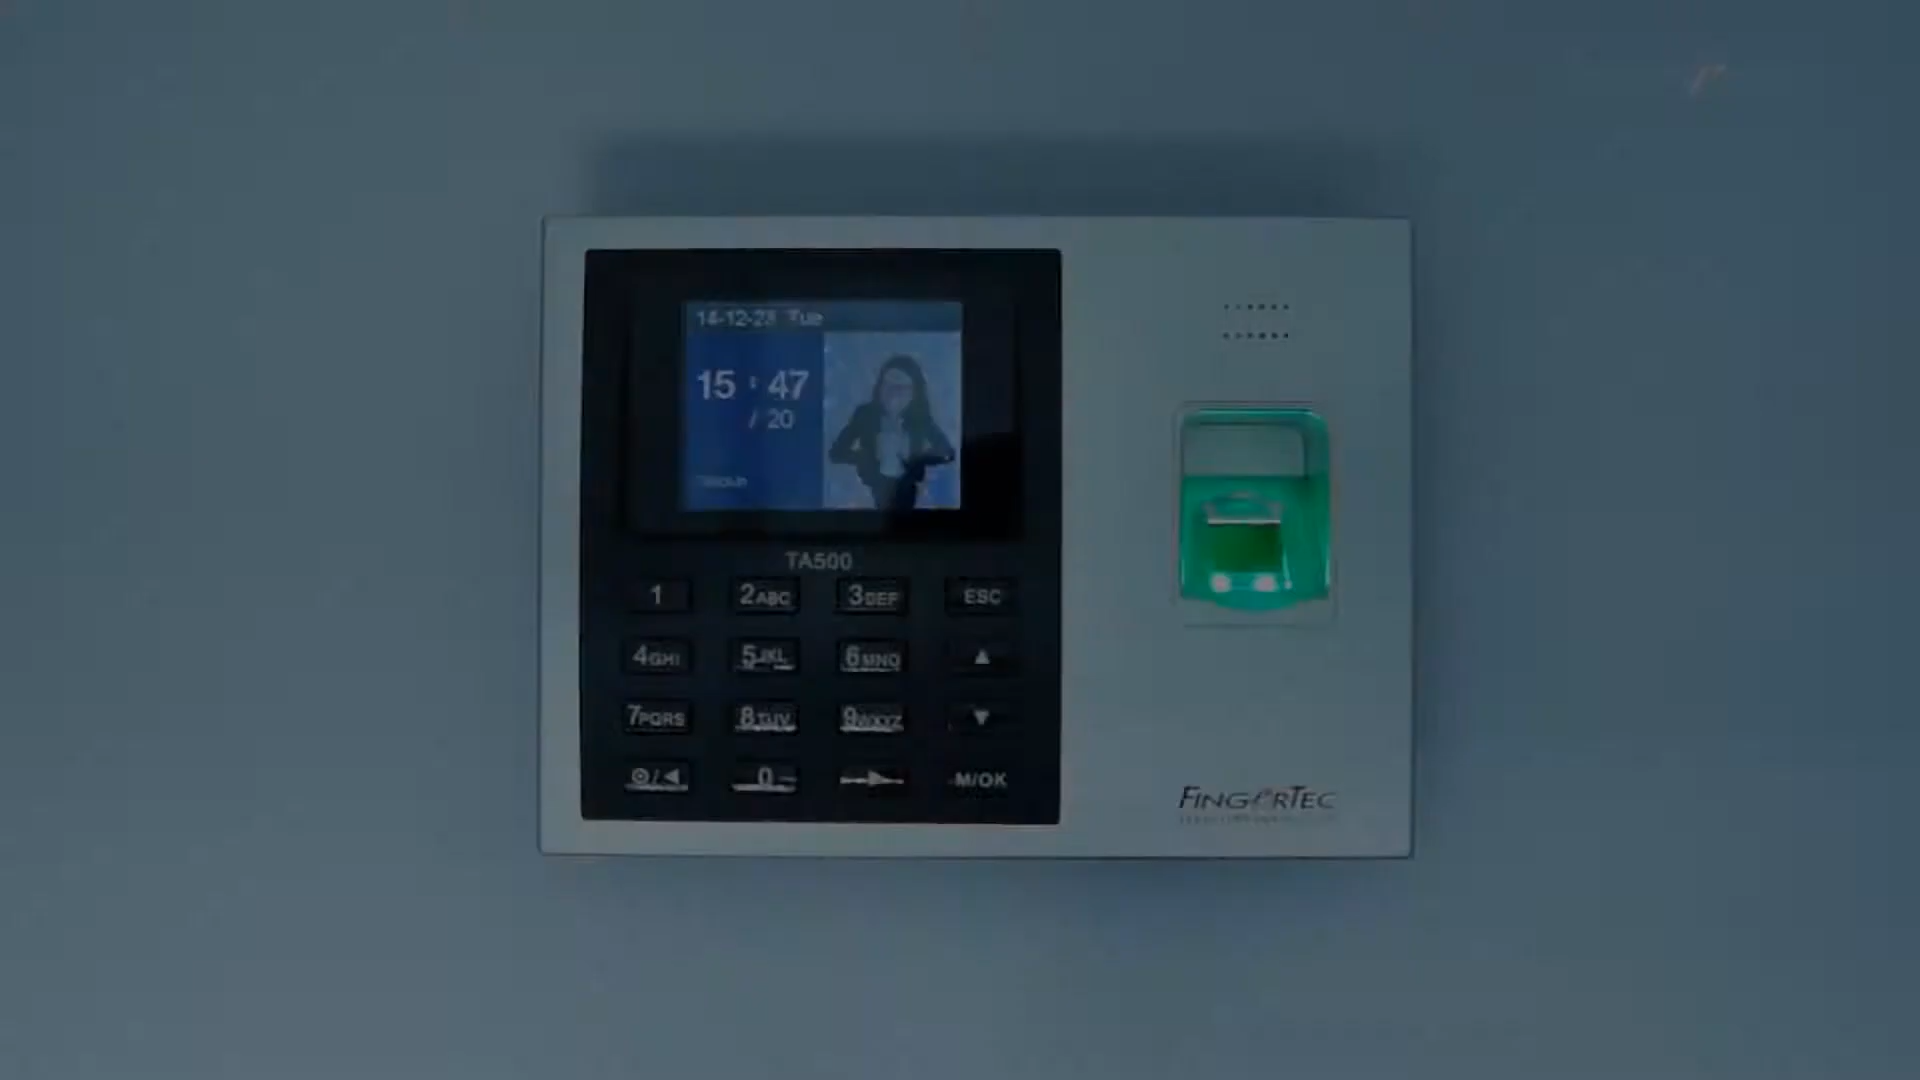 14-12-23 Tue
15 : 47
/ 20
TA500
1 2ABC 3DEF ESC
4GHI 5JKL 6MNO ▲
7PQRS 8TUV 9WXYZ ▼
◎/◀ 0 M/OK
FINGERTEC